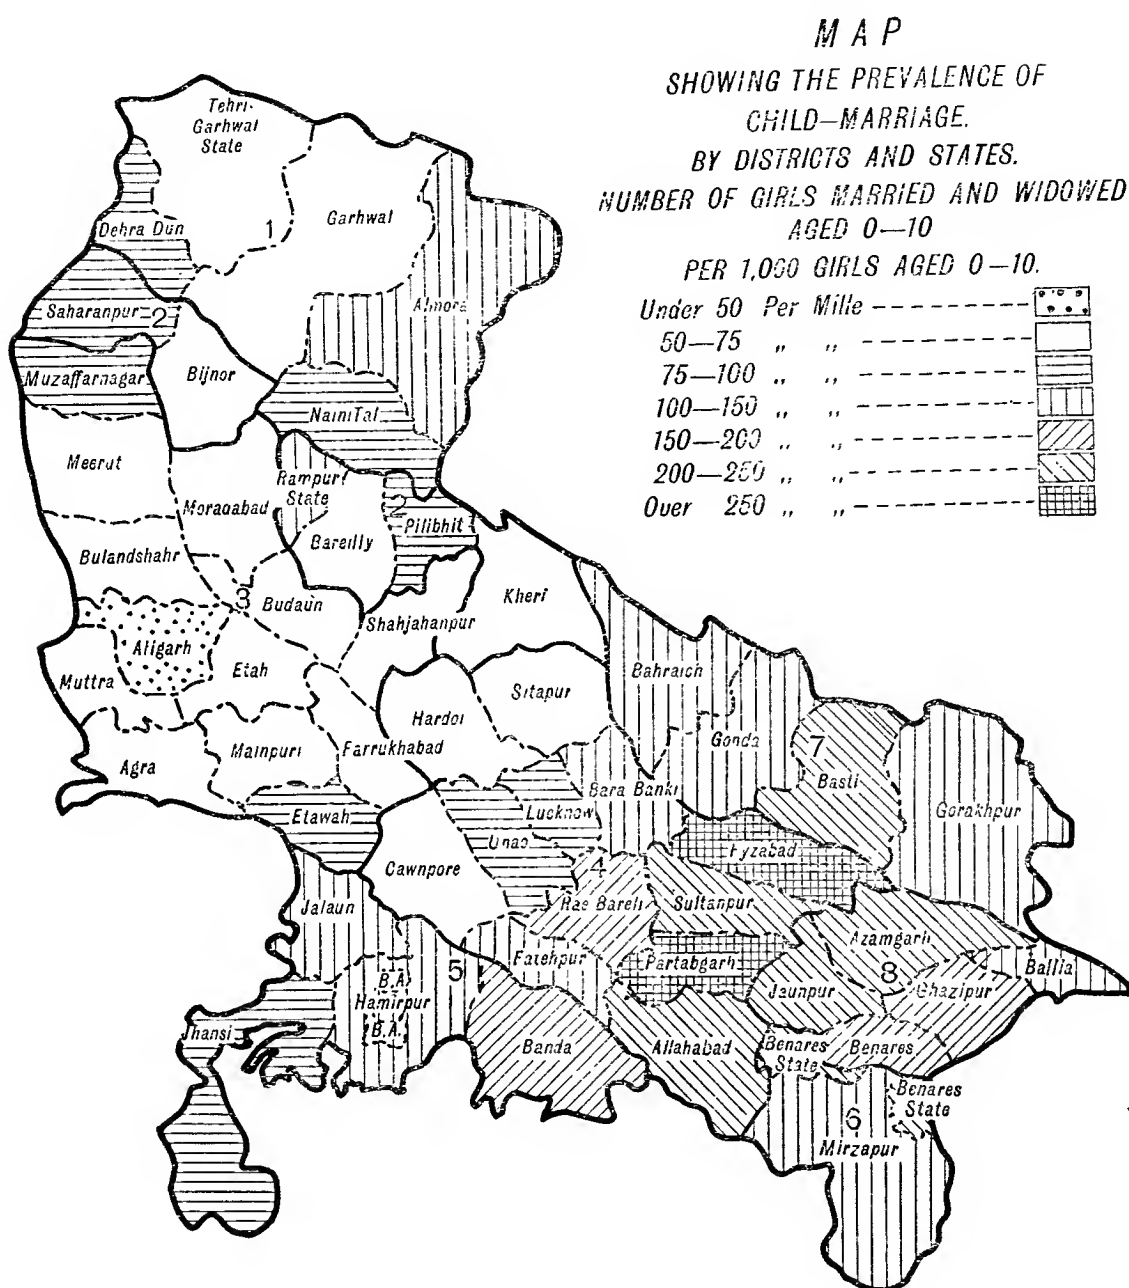 MAP
SHOWING THE PREVALENCE OF
CHILD—MARRIAGE.
BY DISTRICTS AND STATES.
NUMBER OF GIRLS MARRIED AND WIDOWED
AGED 0—10
PER 1,000 GIRLS AGED 0—10.
Under 50 Per Mille
50—75 „ „
75—100 „ „
100—150 „ „
150—200 „ „
200—250 „ „
Over 250 „ „
Tehri-
Garhwal
State
1
Garhwal
Dehra Dun
Almora
Saharanpur
2
Muzaffarnagar
Bijnor
Naini Tal
Meerut
Moradabad
Rampur
State
2
Pilibhit
Bareilly
Bulandshahr
3
Budaun
Shahjahanpur
Kheri
Aligarh
Muttra
Etah
Bahraich
Sitapur
Hardoi
Agra
Mainpuri
Farrukhabad
Gonda
7
Basti
Bara Banki
Gorakhpur
Etawah
Lucknow
Unao
Fyzabad
Cawnpore
4
Rae Bareli
Sultanpur
Jalaun
Azamgarh
Fatehpur
Partabgarh
8
Ballia
5
B.A.
Hamirpur
B.A.
Jaunpur
Ghazipur
Jhansi
Banda
Allahabad
Benares
State
Benares
Benares
State
6
Mirzapur